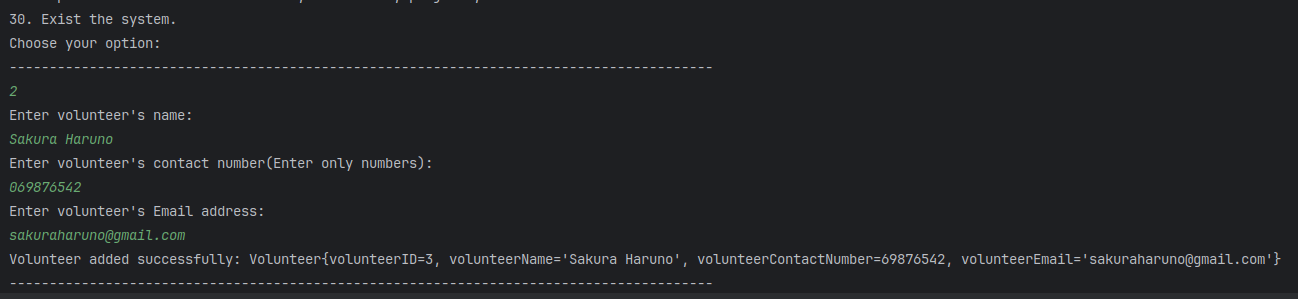 30. Exist the system.
Choose your option:
----------------------------------------------------------------------------------------
2
Enter volunteer's name:
Sakura Haruno
Enter volunteer's contact number(Enter only numbers):
069876542
Enter volunteer's Email address:
sakuraharuno@gmail.com
Volunteer added successfully: Volunteer{volunteerID=3, volunteerName='Sakura Haruno', volunteerContactNumber=69876542, volunteerEmail='sakuraharuno@gmail.com'}
----------------------------------------------------------------------------------------